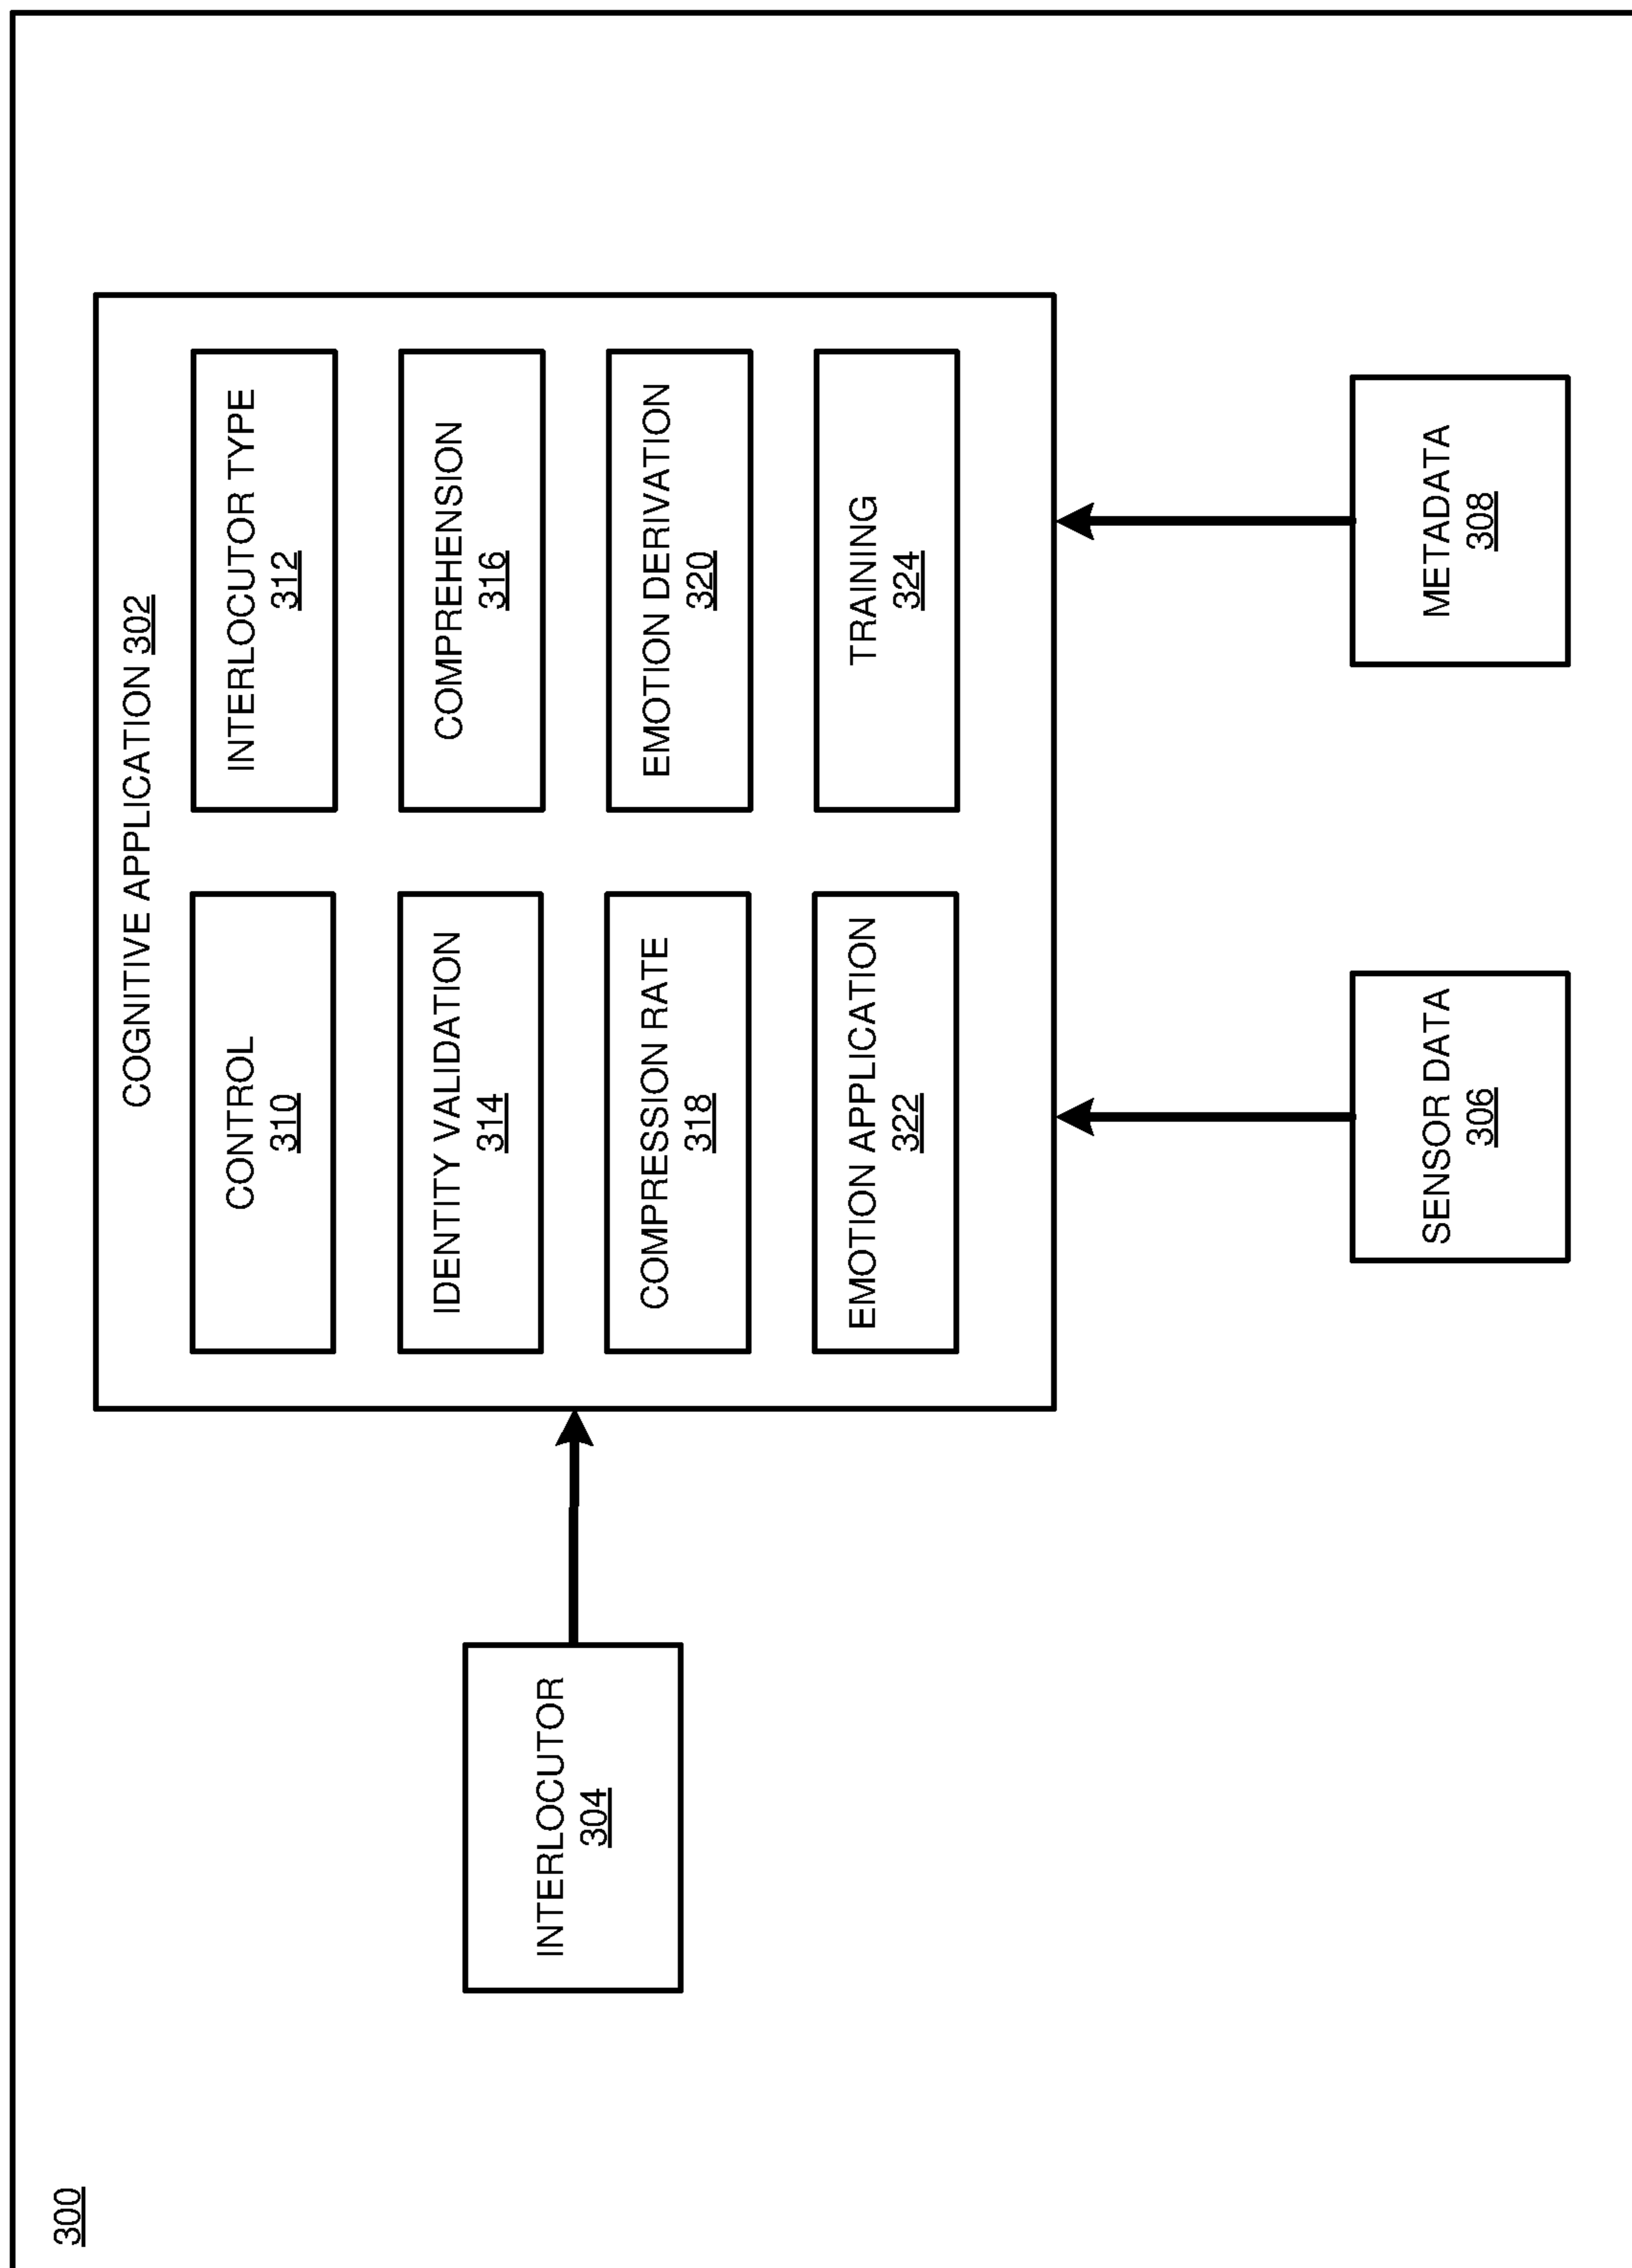 300
COGNITIVE APPLICATION 302
CONTROL
310
INTERLOCUTOR TYPE
312
IDENTITY VALIDATION
314
COMPREHENSION
316
COMPRESSION RATE
318
EMOTION DERIVATION
320
EMOTION APPLICATION
322
TRAINING
324
INTERLOCUTOR
304
SENSOR DATA
306
METADATA
308